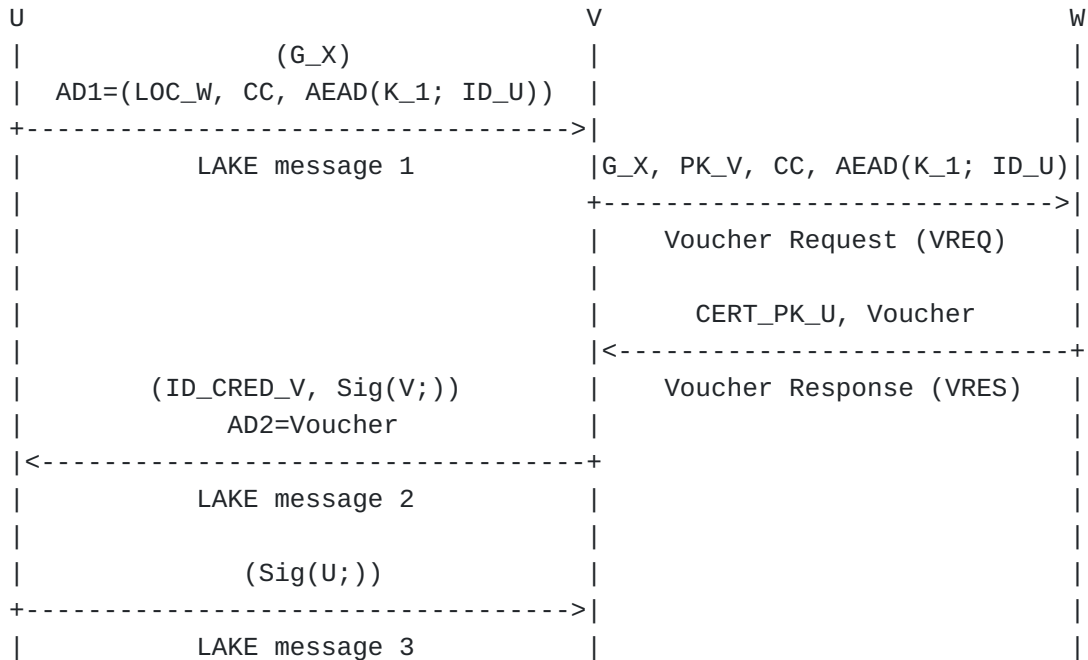 U V W
| (G_X) | |
| AD1=(LOC_W, CC, AEAD(K_1; ID_U)) | |
+----------------------------------->| |
| LAKE message 1 |G_X, PK_V, CC, AEAD(K_1; ID_U)|
| +----------------------------->|
| | Voucher Request (VREQ) |
| | |
| | CERT_PK_U, Voucher |
| |<-----------------------------+
| (ID_CRED_V, Sig(V;)) | Voucher Response (VRES) |
| AD2=Voucher | |
|<-----------------------------------+ |
| LAKE message 2 | |
| | |
| (Sig(U;)) | |
+----------------------------------->| |
| LAKE message 3 | |